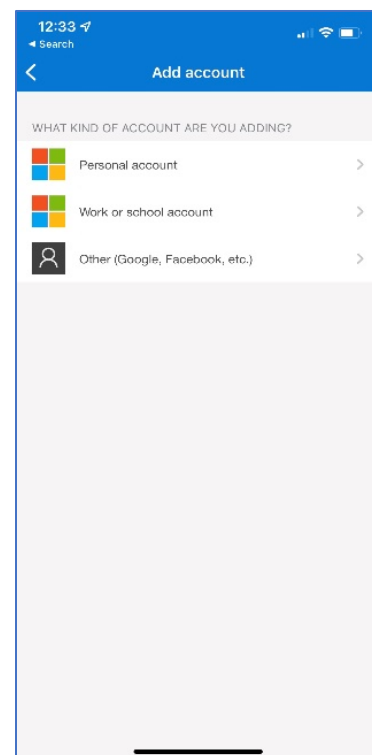 12:33
◀ Search
Add account
WHAT KIND OF ACCOUNT ARE YOU ADDING?
Personal account
Work or school account
Other (Google, Facebook, etc.)